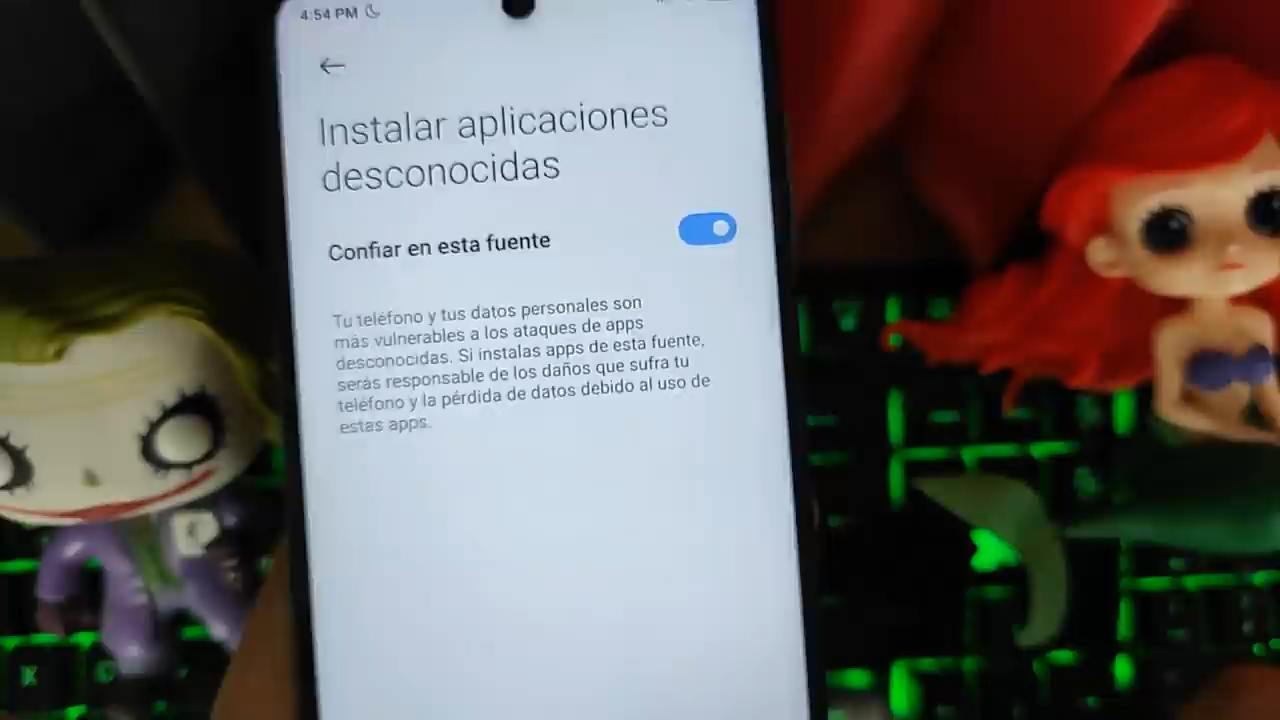 4:54 PM
Instalar aplicaciones
desconocidas
Confiar en esta fuente
Tu teléfono y tus datos personales son
más vulnerables a los ataques de apps
desconocidas. Si instalas apps de esta fuente,
serás responsable de los daños que sufra tu
teléfono y la pérdida de datos debido al uso de
estas apps.
K